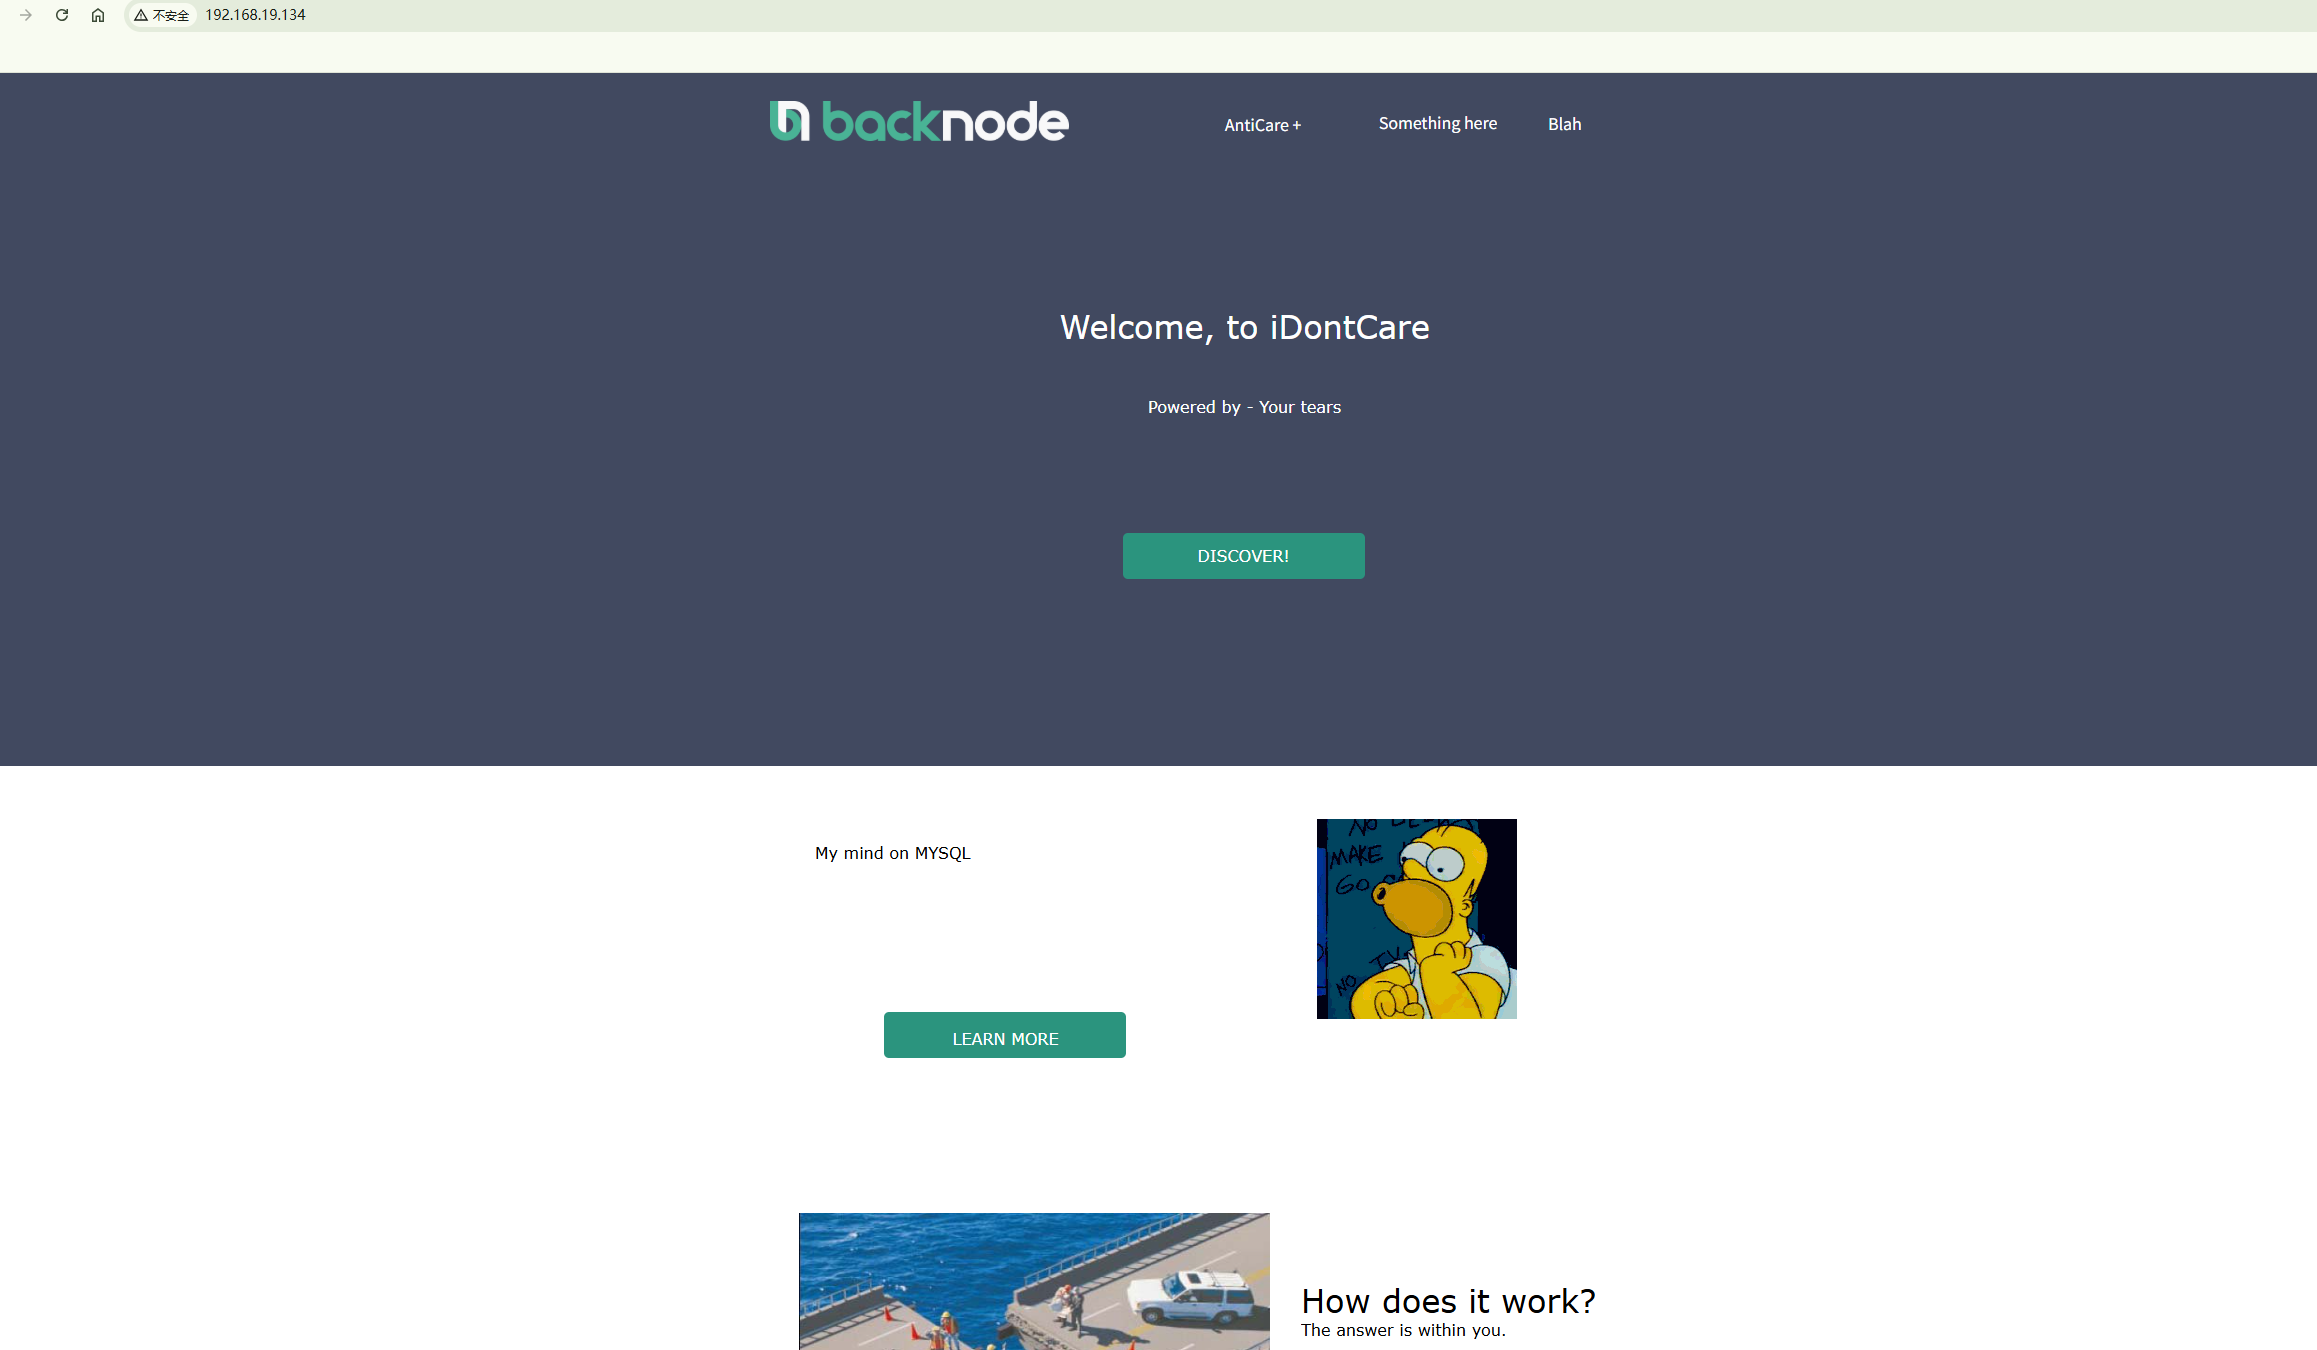 不安全 192.168.19.134
backnode
AntiCare +
Something here
Blah
Welcome, to iDontCare
Powered by - Your tears
DISCOVER!
My mind on MYSQL
MAKE
GO
NO TV
LEARN MORE
How does it work?
The answer is within you.